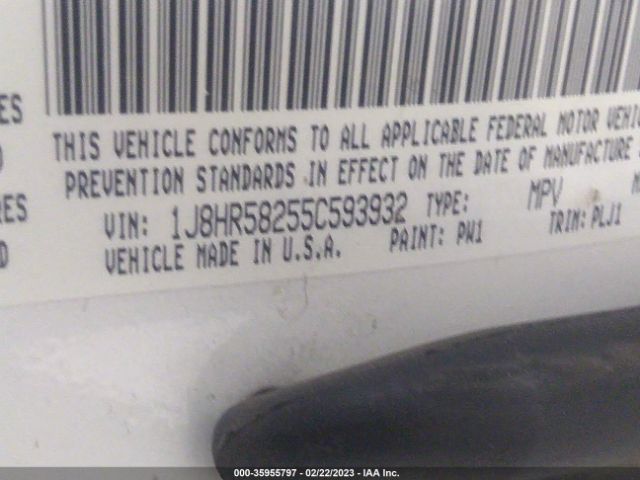 ES
THIS VEHICLE CONFORMS TO ALL APPLICABLE FEDERAL MOTOR VEHIC
PREVENTION STANDARDS IN EFFECT ON THE DATE OF MANUFACTURE
RES
VIN: 1J8HR58255C593932 TYPE: MPV
D
VEHICLE MADE IN U.S.A. PAINT: PW1 TRIM: PLJ1
000-35955797 - 02/22/2023 - IAA Inc.